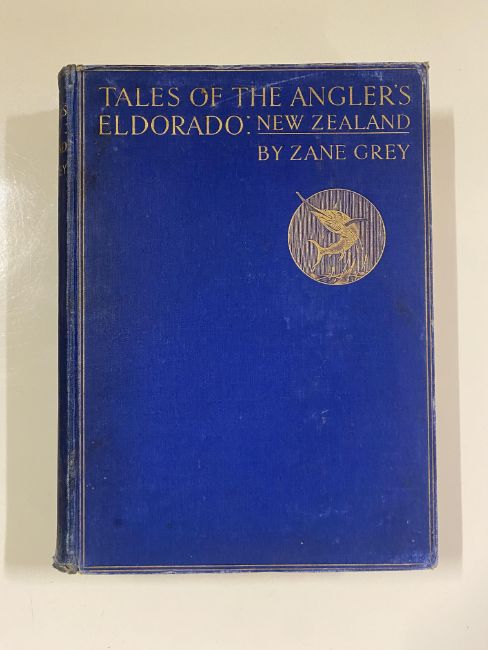 TALES OF THE ANGLER'S
ELDORADO: NEW ZEALAND
BY ZANE GREY